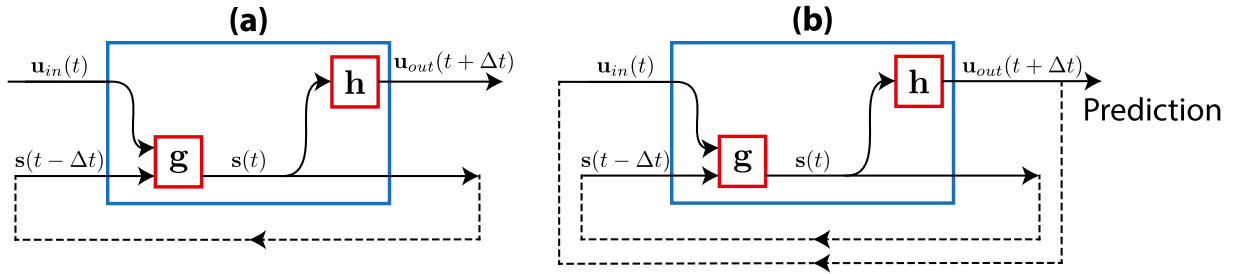 (a)
u_in(t)
h
u_out(t + Δt)
s(t − Δt)
g
s(t)
(b)
u_in(t)
h
u_out(t + Δt)
Prediction
s(t − Δt)
g
s(t)